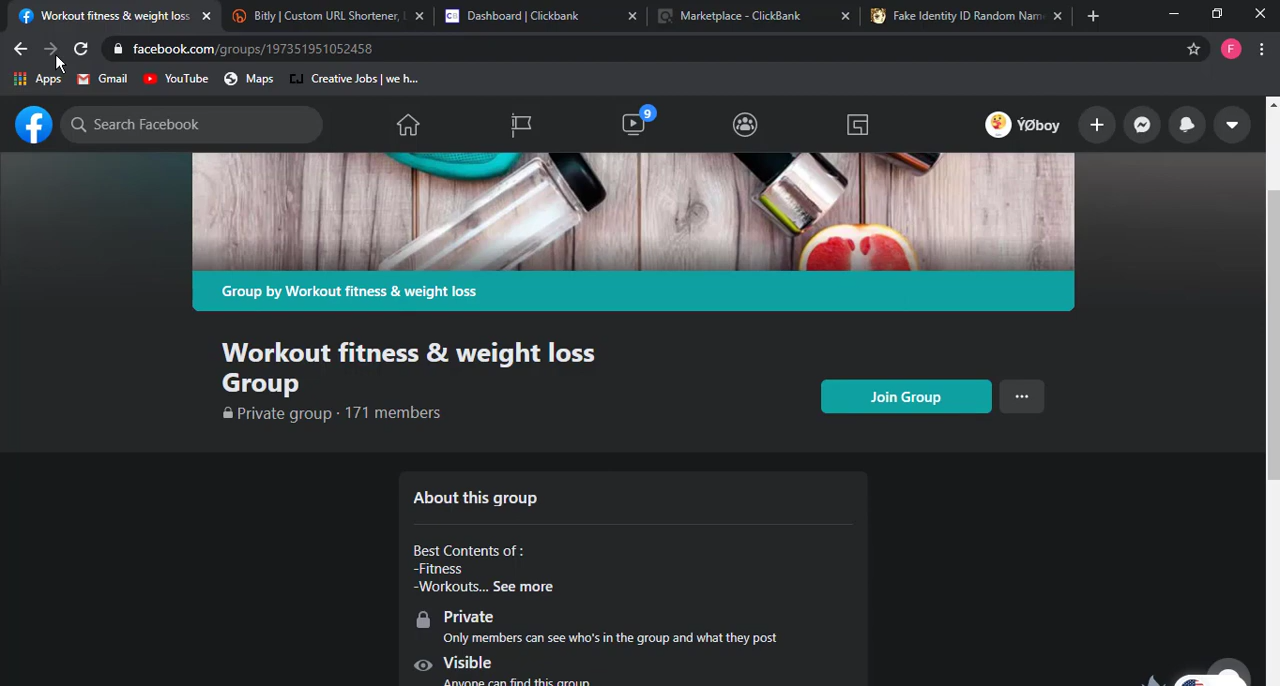 Workout fitness & weight loss
Bitly | Custom URL Shortener,
Dashboard | Clickbank
Marketplace - ClickBank
Fake Identity ID Random Nam
facebook.com/groups/197351951052458
F
Apps
Gmail
YouTube
Maps
Creative Jobs | we h...
Search Facebook
9
ÝØboy
Group by Workout fitness & weight loss
Workout fitness & weight loss
Group
Private group · 171 members
Join Group
About this group
Best Contents of :
-Fitness
-Workouts... See more
Private
Only members can see who's in the group and what they post
Visible
Anyone can find this group.